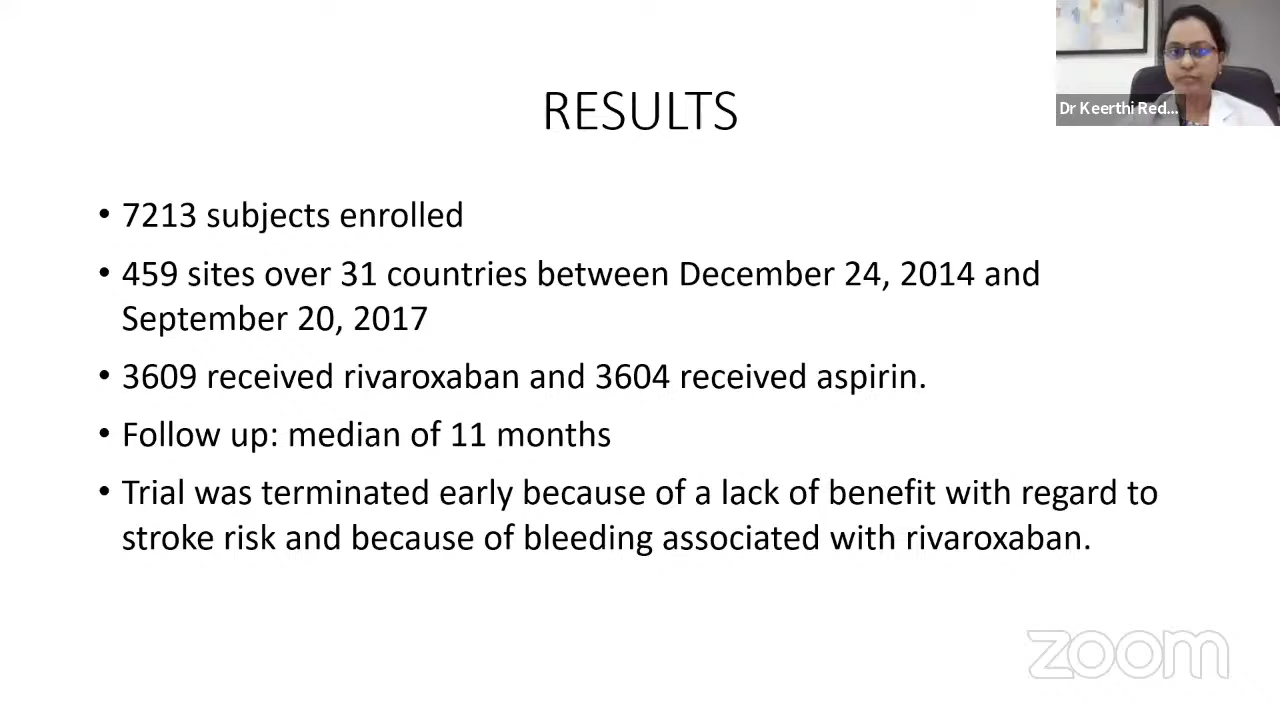 Dr Keerthi Red...
RESULTS
• 7213 subjects enrolled
• 459 sites over 31 countries between December 24, 2014 and
September 20, 2017
• 3609 received rivaroxaban and 3604 received aspirin.
• Follow up: median of 11 months
• Trial was terminated early because of a lack of benefit with regard to
stroke risk and because of bleeding associated with rivaroxaban.
zoom